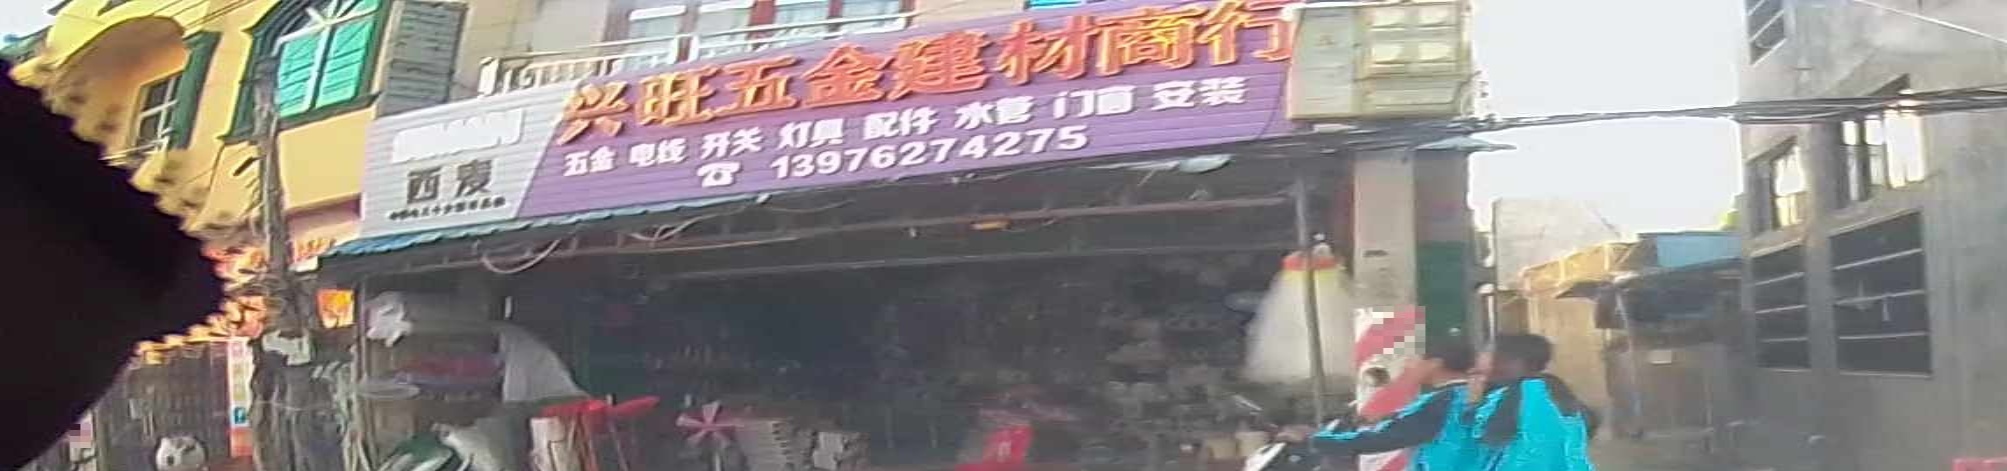 兴旺五金建材商行
五金 电线 开关 灯具 配件 水管 门窗 安装
☎ 13976274275
西凌